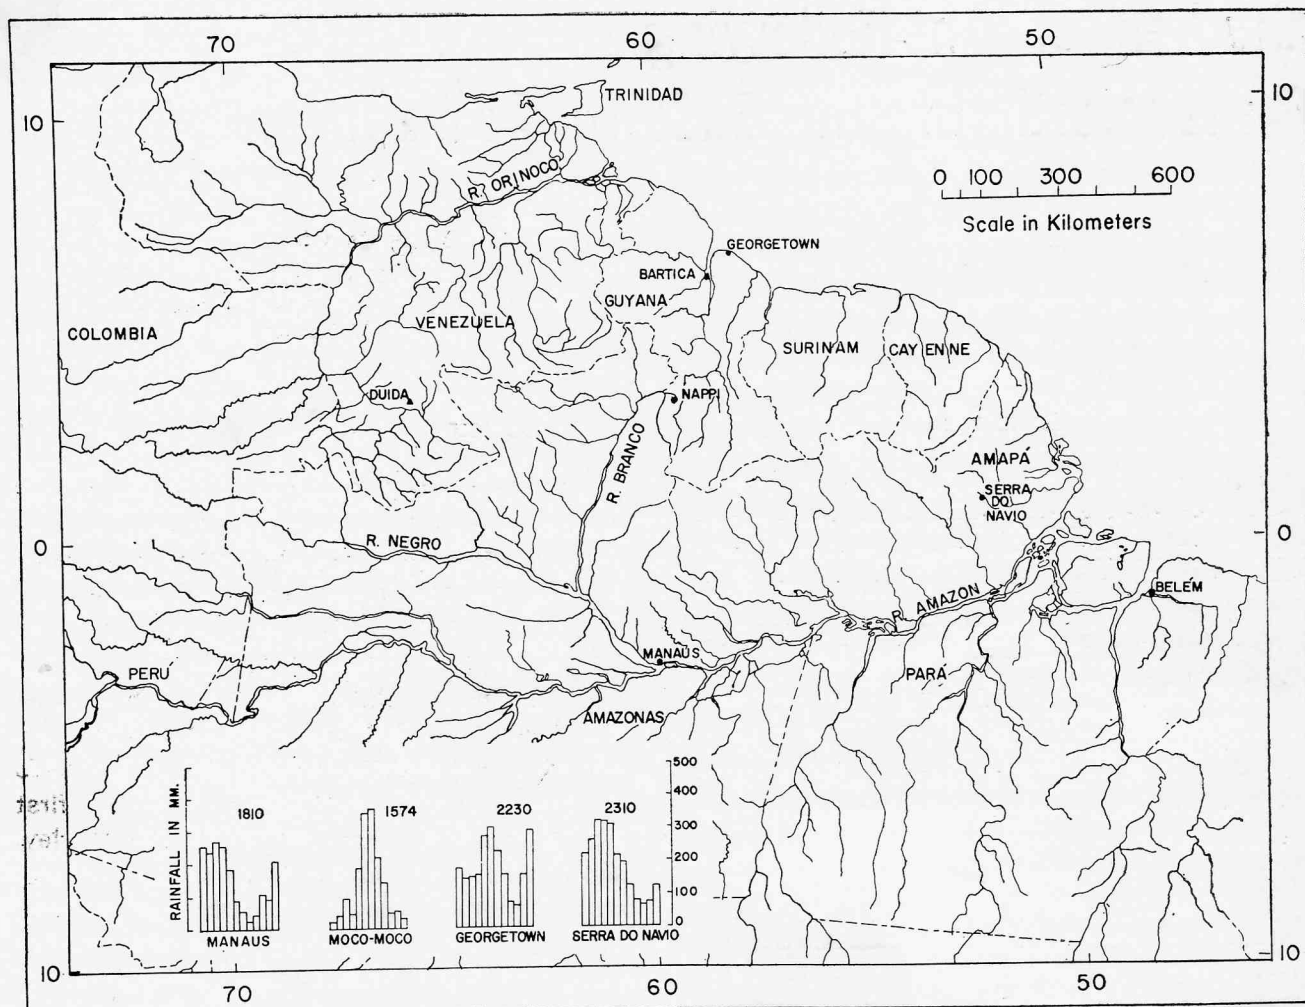 70
60
50
10
TRINIDAD
10
R. ORINOCO
0 100 300 600
Scale in Kilometers
GEORGETOWN
BARTICA
GUYANA
COLOMBIA
VENEZUELA
SURINAM
CAYENNE
DUIDA
NAPPI
R. BRANCO
AMAPÁ
SERRA
DO
NAVIO
0
R. NEGRO
0
R. AMAZON
BELÉM
MANAUS
PERÚ
PARÁ
AMAZONAS
RAINFALL IN MM.
1810
1574
2230
2310
500
400
300
200
100
0
MANAUS
MOCO-MOCO
GEORGETOWN
SERRA DO NAVIO
10
10
70
60
50